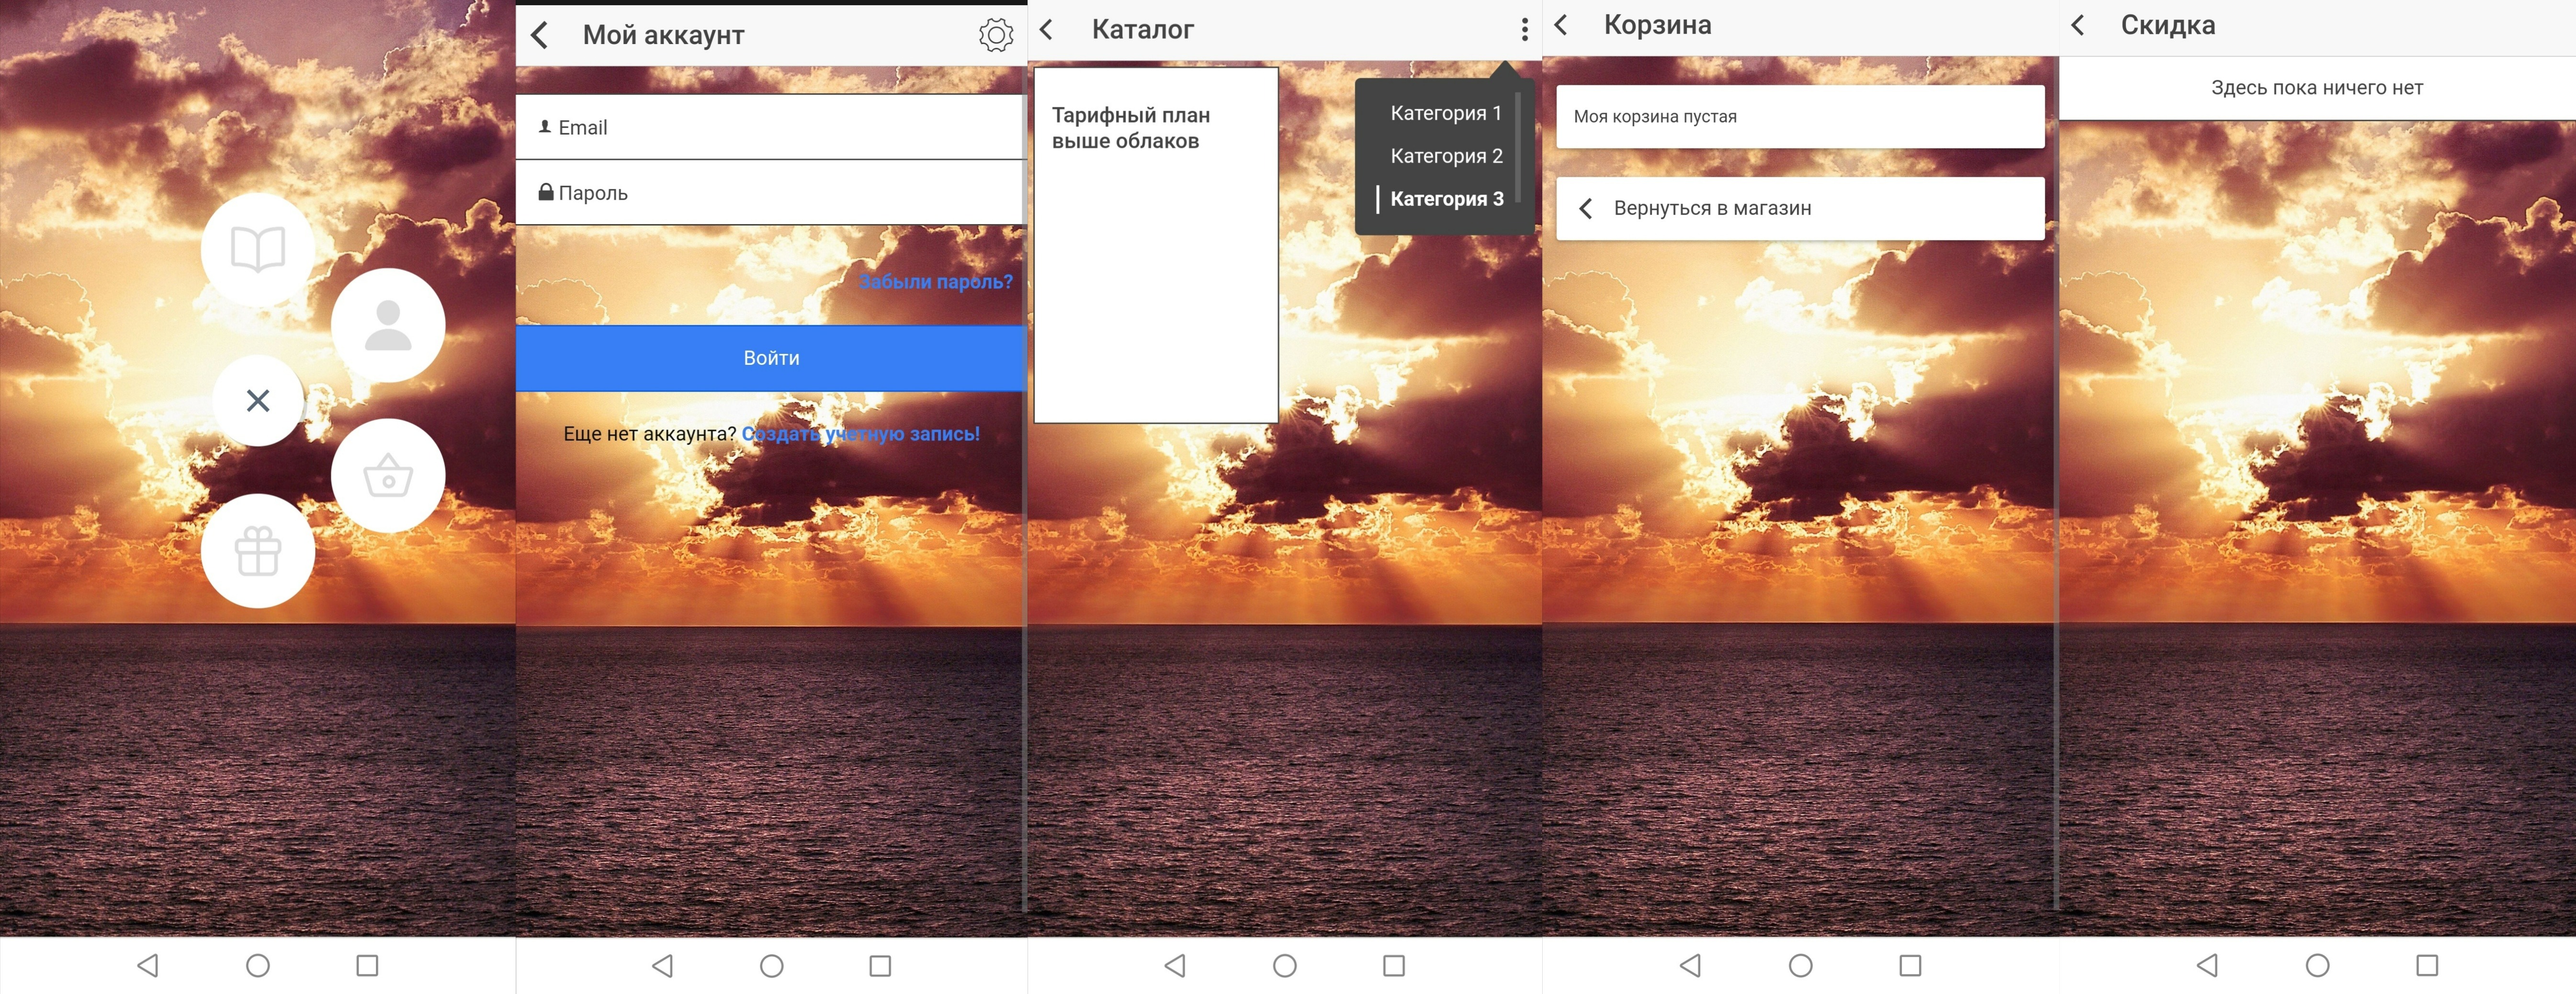 Мой аккаунт
Email
Пароль
Забыли пароль?
Войти
Еще нет аккаунта? Создать учетную запись!
Каталог
Тарифный план
выше облаков
Категория 1
Категория 2
Категория 3
Корзина
Моя корзина пустая
Вернуться в магазин
Скидка
Здесь пока ничего нет